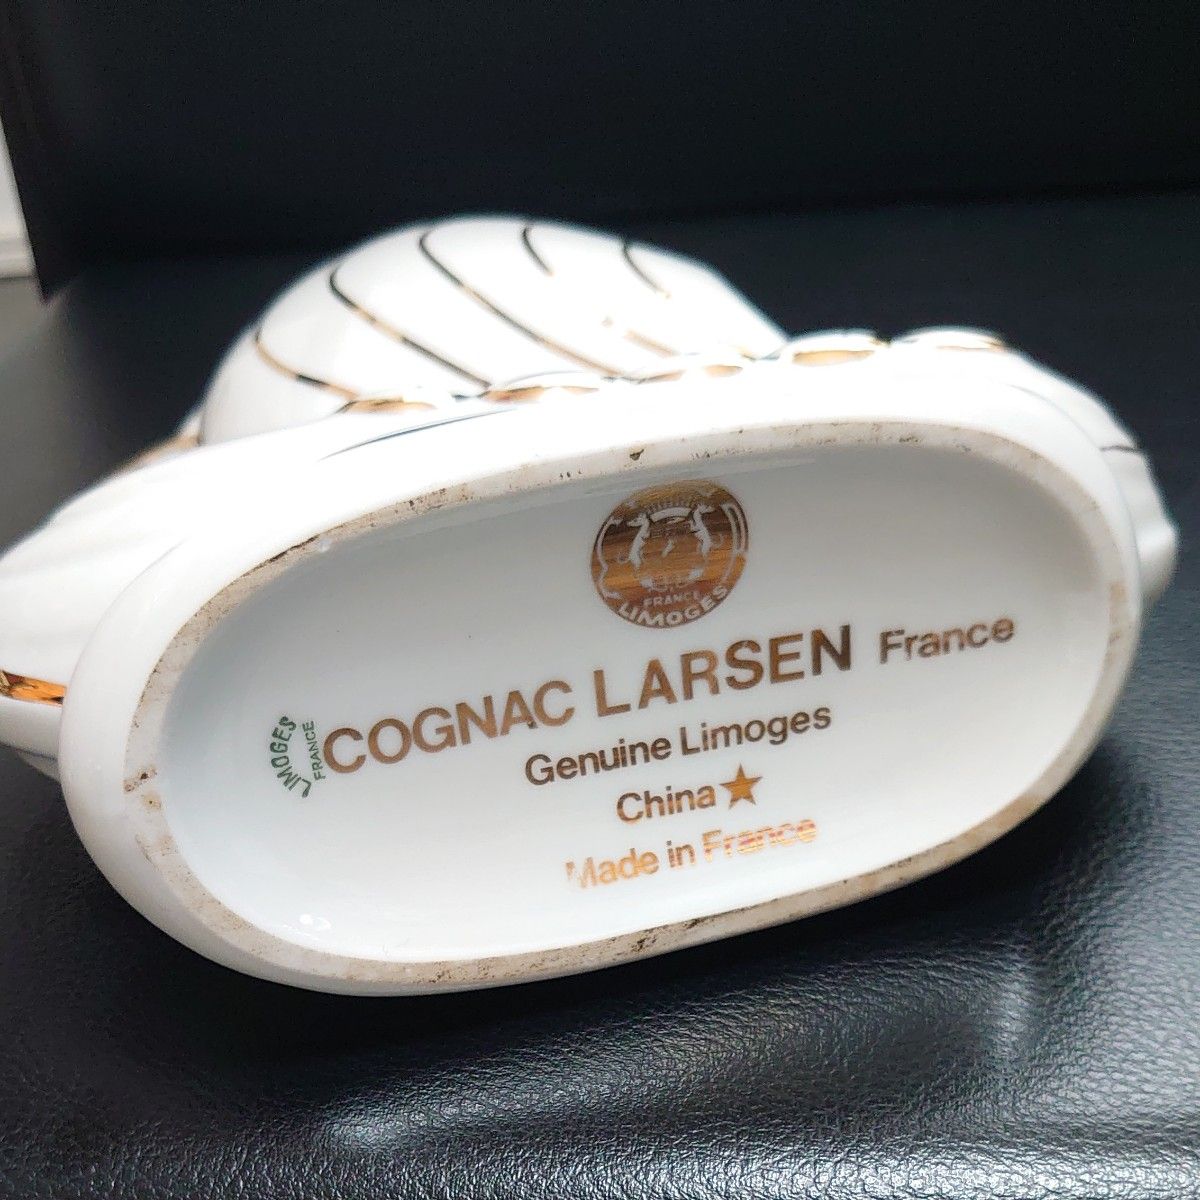 FRANCE
LIMOGES
COGNAC LARSEN France
Genuine Limoges
China★
Made in France
LIMOGES
FRANCE